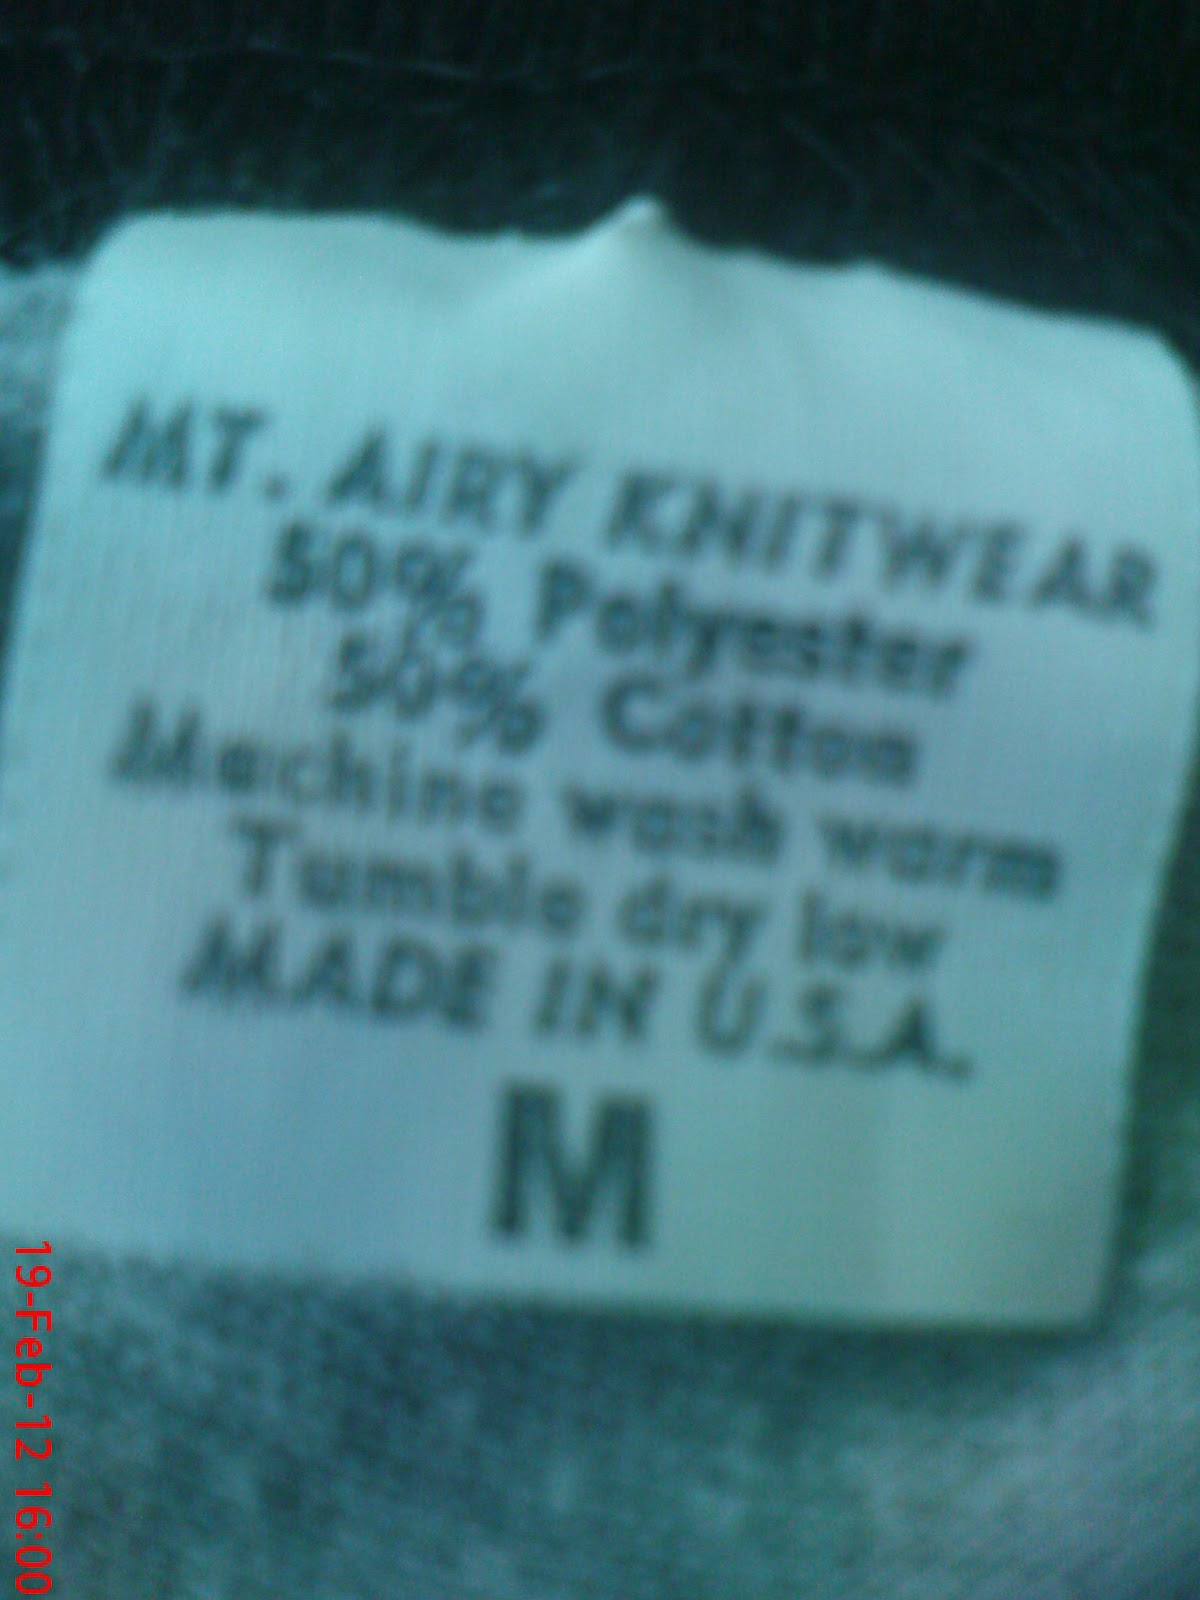 MT. AIRY KNITWEAR
50% Polyester
50% Cotton
Machine wash warm
Tumble dry low
MADE IN U.S.A.
M
19-Feb-12 16:00